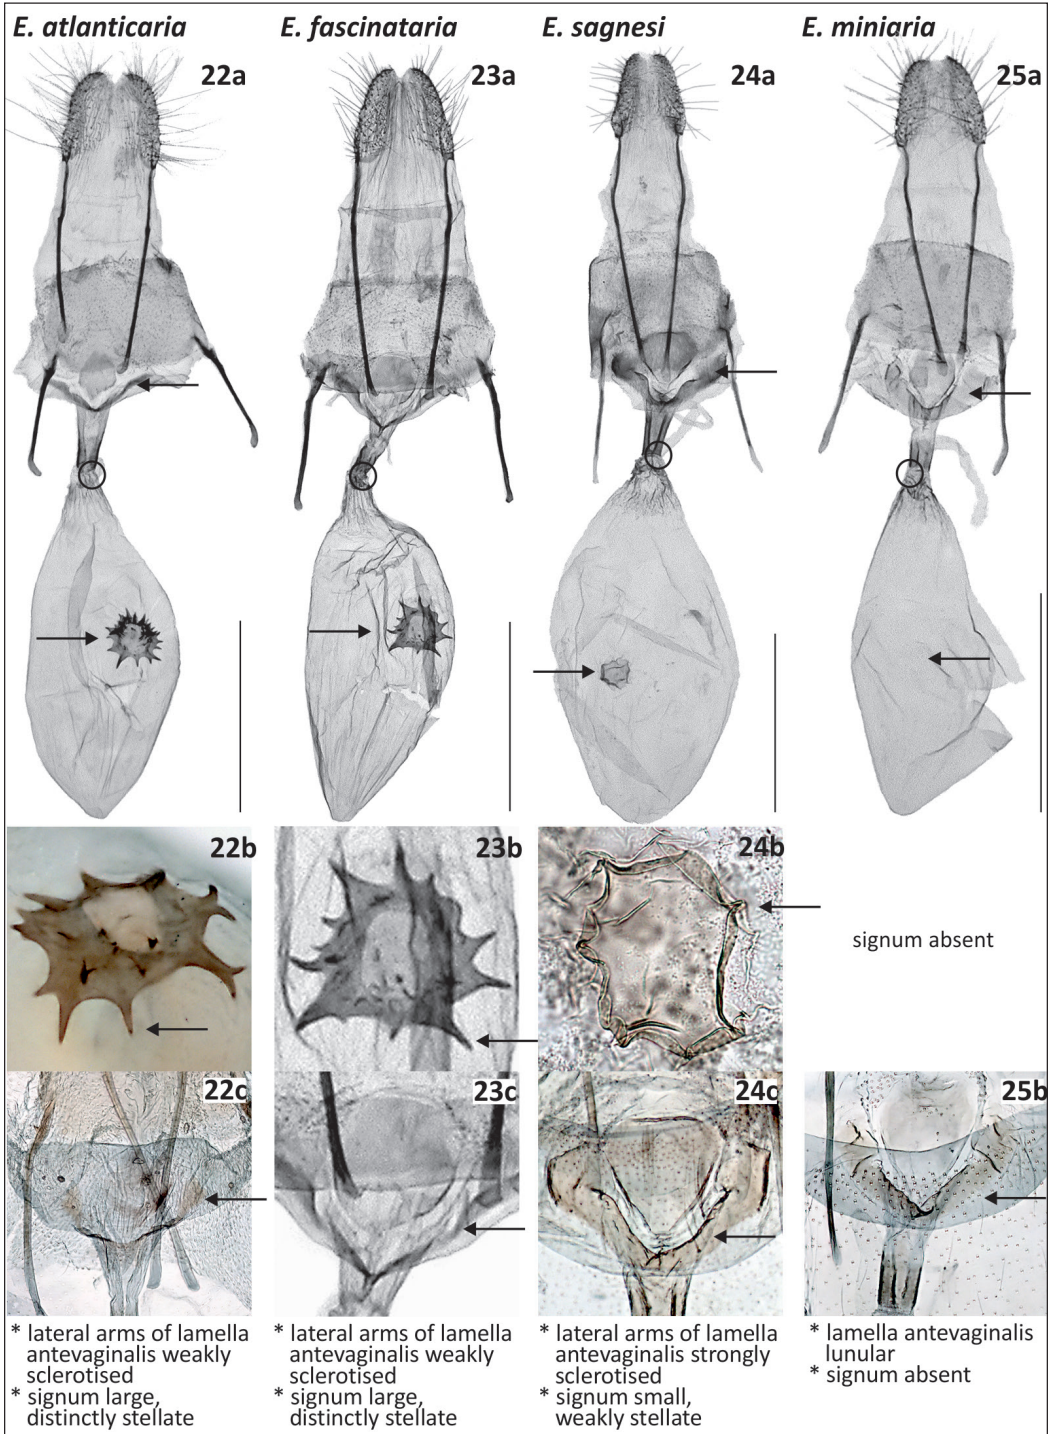 E. atlanticaria
E. fascinataria
E. sagnesi
E. miniaria
22a
23a
24a
25a
22b
23b
24b
signum absent
22c
23c
24c
25b
* lateral arms of lamella
antevaginalis weakly
sclerotised
* signum large,
distinctly stellate
* lateral arms of lamella
antevaginalis weakly
sclerotised
* signum large,
distinctly stellate
* lateral arms of lamella
antevaginalis strongly
sclerotised
* signum small,
weakly stellate
* lamella antevaginalis
lunular
* signum absent